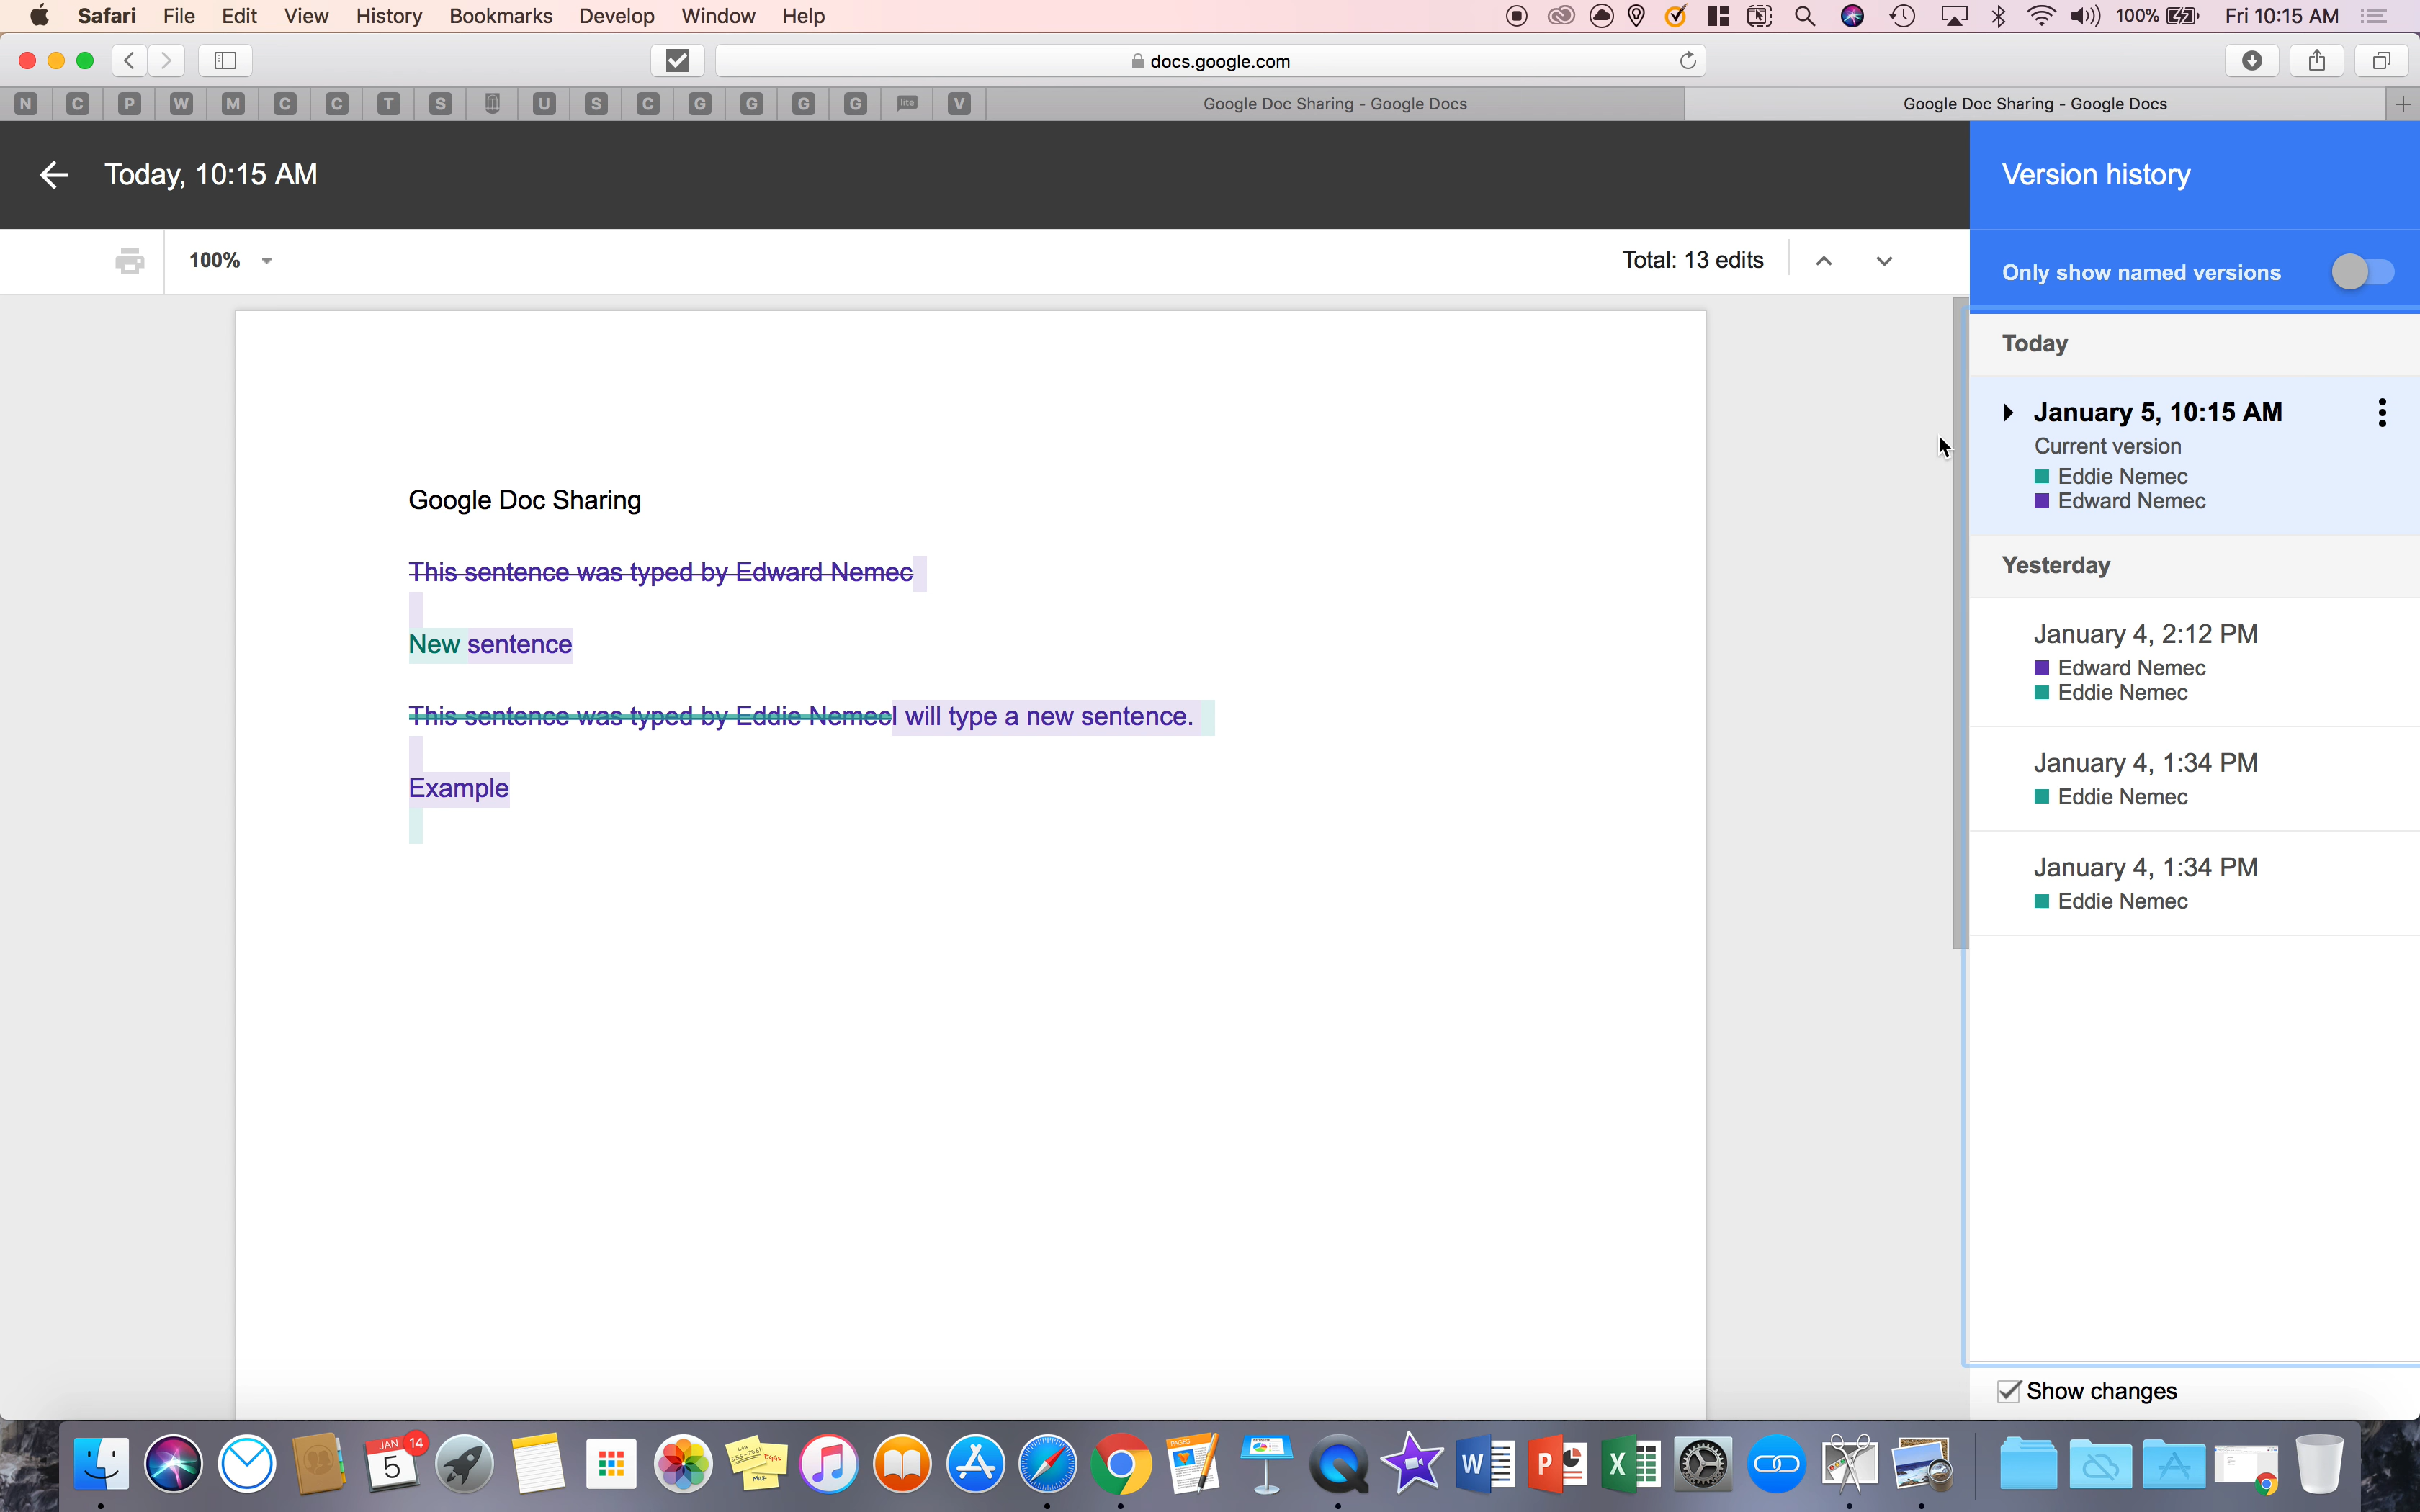 Safari File Edit View History Bookmarks Develop Window Help 100% Fri 10:15 AM
docs.google.com
N C P W M C C T S U S C G G G G lite V Google Doc Sharing - Google Docs Google Doc Sharing - Google Docs
Today, 10:15 AM
100%
Total: 13 edits
Google Doc Sharing
This sentence was typed by Edward Nemec
New sentence
This sentence was typed by Eddie NemecI will type a new sentence.
Example
Version history
Only show named versions
Today
January 5, 10:15 AM
Current version
Eddie Nemec
Edward Nemec
Yesterday
January 4, 2:12 PM
Edward Nemec
Eddie Nemec
January 4, 1:34 PM
Eddie Nemec
January 4, 1:34 PM
Eddie Nemec
Show changes
JAN 14
5
PAGES
W P X